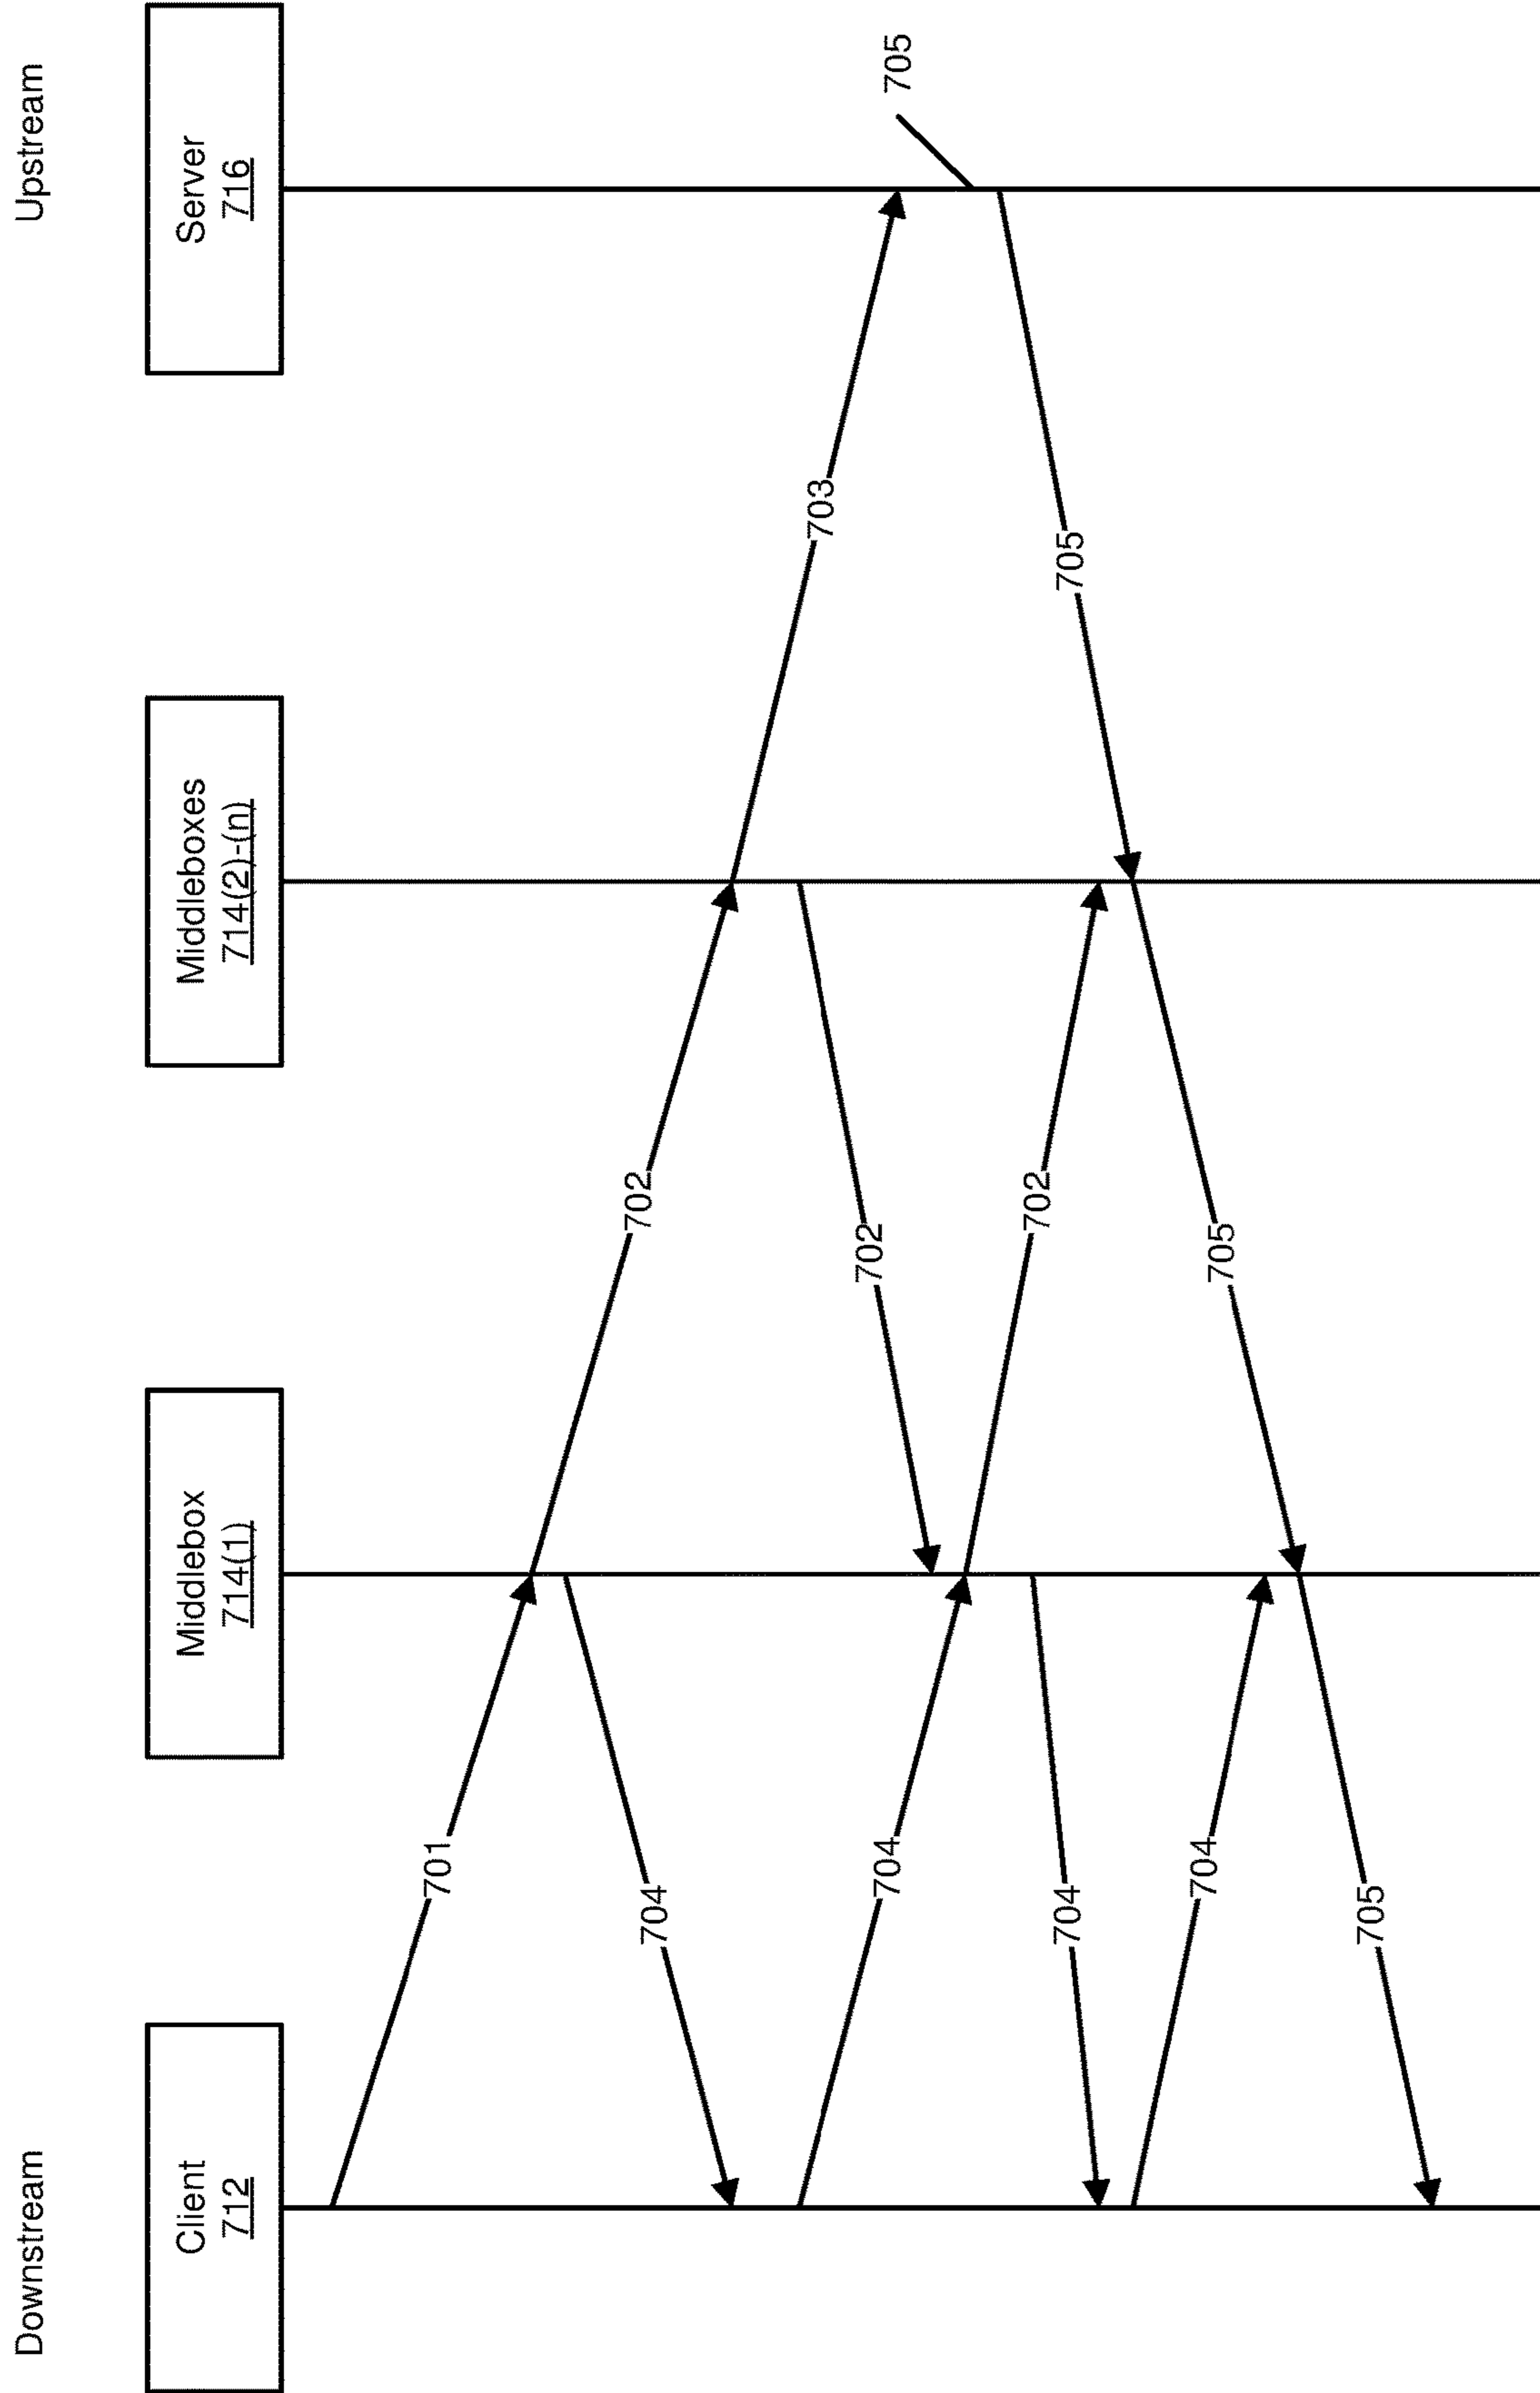 Downstream
Upstream
Client
712
Middlebox
714(1)
Middleboxes
714(2)-(n)
Server
716
701
702
703
704
702
705
704
702
705
704
704
705
705